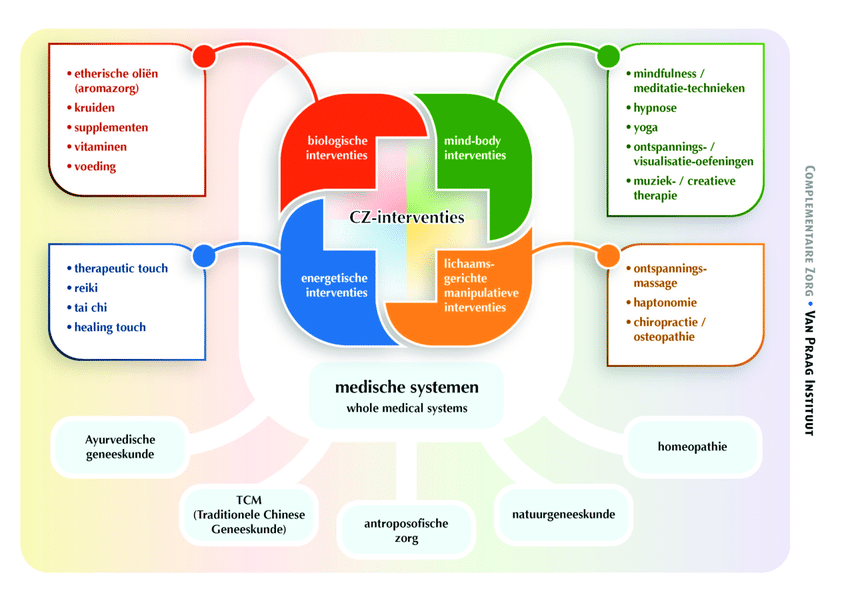 • etherische oliën
(aromazorg)
• kruiden
• supplementen
• vitaminen
• voeding
biologische
interventies
mind-body
interventies
• mindfulness /
meditatie-technieken
• hypnose
• yoga
• ontspannings- /
visualisatie-oefeningen
• muziek- / creatieve
therapie
CZ-interventies
• therapeutic touch
• reiki
• tai chi
• healing touch
energetische
interventies
lichaams-
gerichte
manipulatieve
interventies
• ontspannings-
massage
• haptonomie
• chiropractie /
osteopathie
medische systemen
whole medical systems
Ayurvedische
geneeskunde
TCM
(Traditionele Chinese
Geneeskunde)
antroposofische
zorg
natuurgeneeskunde
homeopathie
Complementaire Zorg • Van Praag Instituut